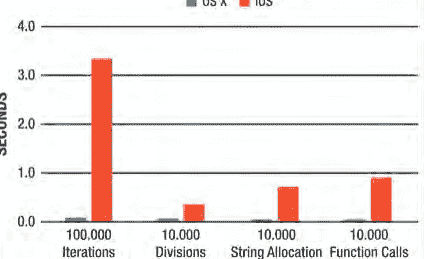 OS X iOS
4.0
3.0
2.0
1.0
0.0
SECONDS
100,000 10,000 10,000 10,000
Iterations Divisions String Allocation Function Calls